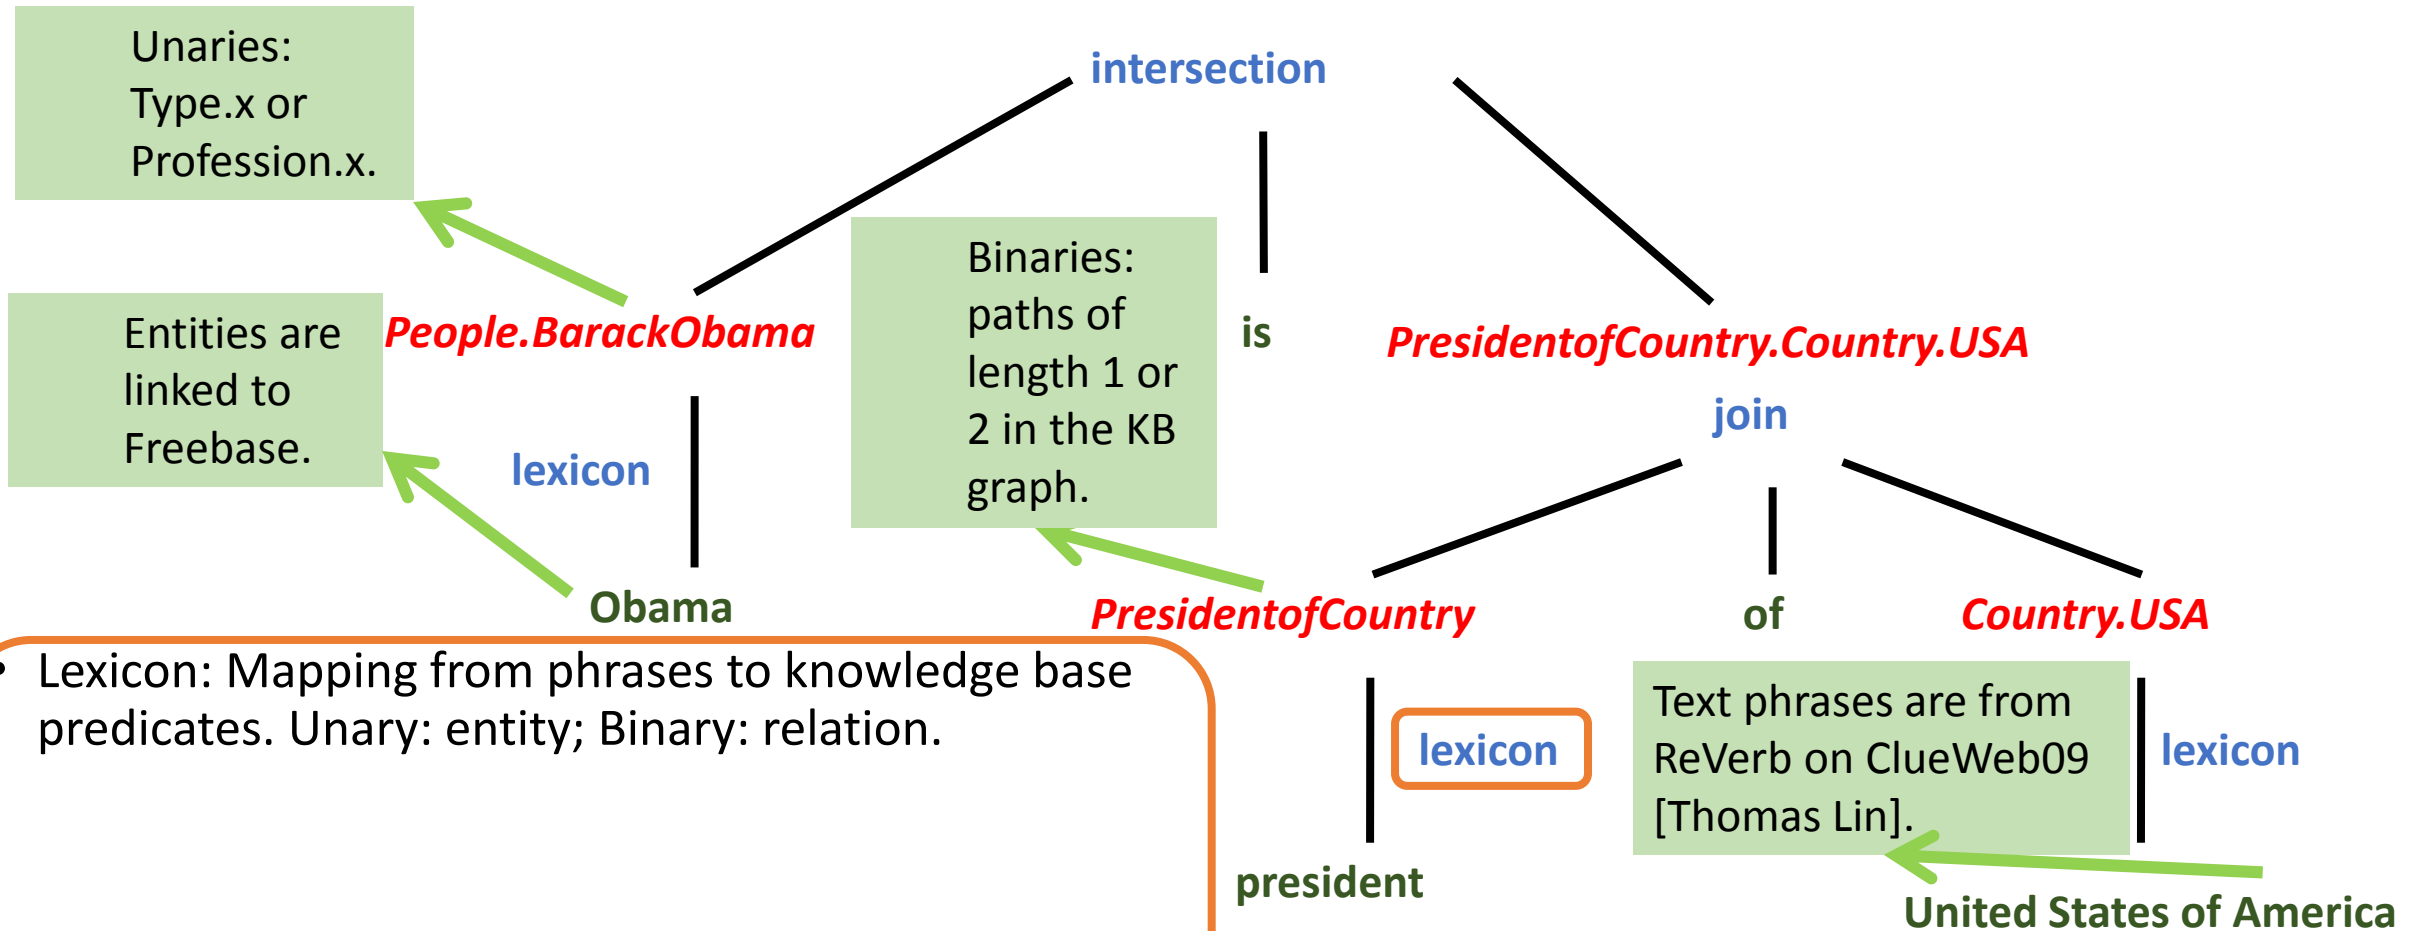 Unaries:
Type.x or
Profession.x.
intersection
Entities are
linked to
Freebase.
People.BarackObama
Binaries:
paths of
length 1 or
2 in the KB
graph.
is
PresidentofCountry.Country.USA
join
lexicon
Obama
PresidentofCountry
of
Country.USA
• Lexicon: Mapping from phrases to knowledge base
predicates. Unary: entity; Binary: relation.
lexicon
Text phrases are from
ReVerb on ClueWeb09
[Thomas Lin].
lexicon
president
United States of America